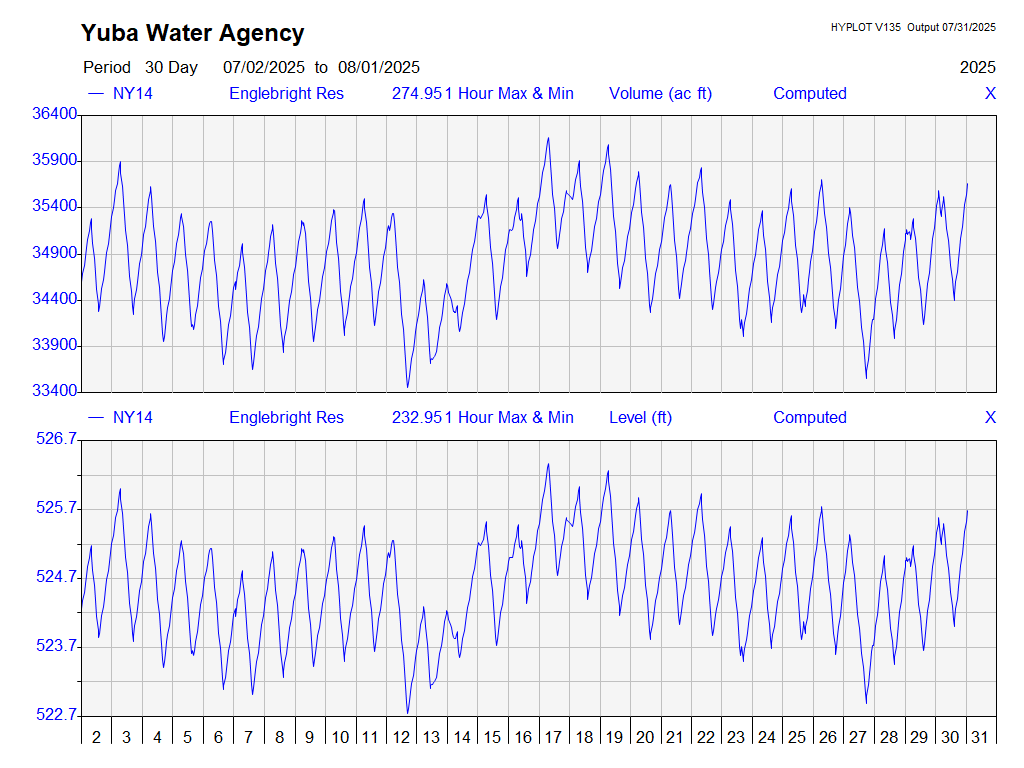 Yuba Water Agency
HYPLOT V135 Output 07/31/2025
Period 30 Day 07/02/2025 to 08/01/2025 2025
NY14 Englebright Res 274.951 Hour Max & Min Volume (ac ft) Computed X
36400
35900
35400
34900
34400
33900
33400
NY14 Englebright Res 232.951 Hour Max & Min Level (ft) Computed X
526.7
525.7
524.7
523.7
522.7
2 3 4 5 6 7 8 9 10 11 12 13 14 15 16 17 18 19 20 21 22 23 24 25 26 27 28 29 30 31